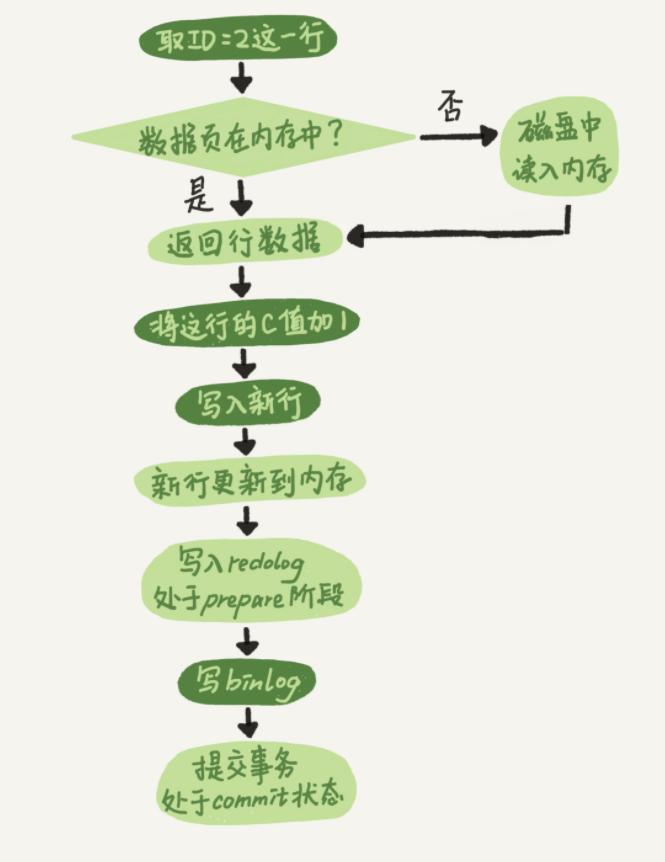 取ID=2这一行
数据页在内存中？
否
磁盘中
读入内存
是
返回行数据
将这行的C值加1
写入新行
新行更新到内存
写入redolog
处于prepare阶段
写binlog
提交事务
处于commit状态